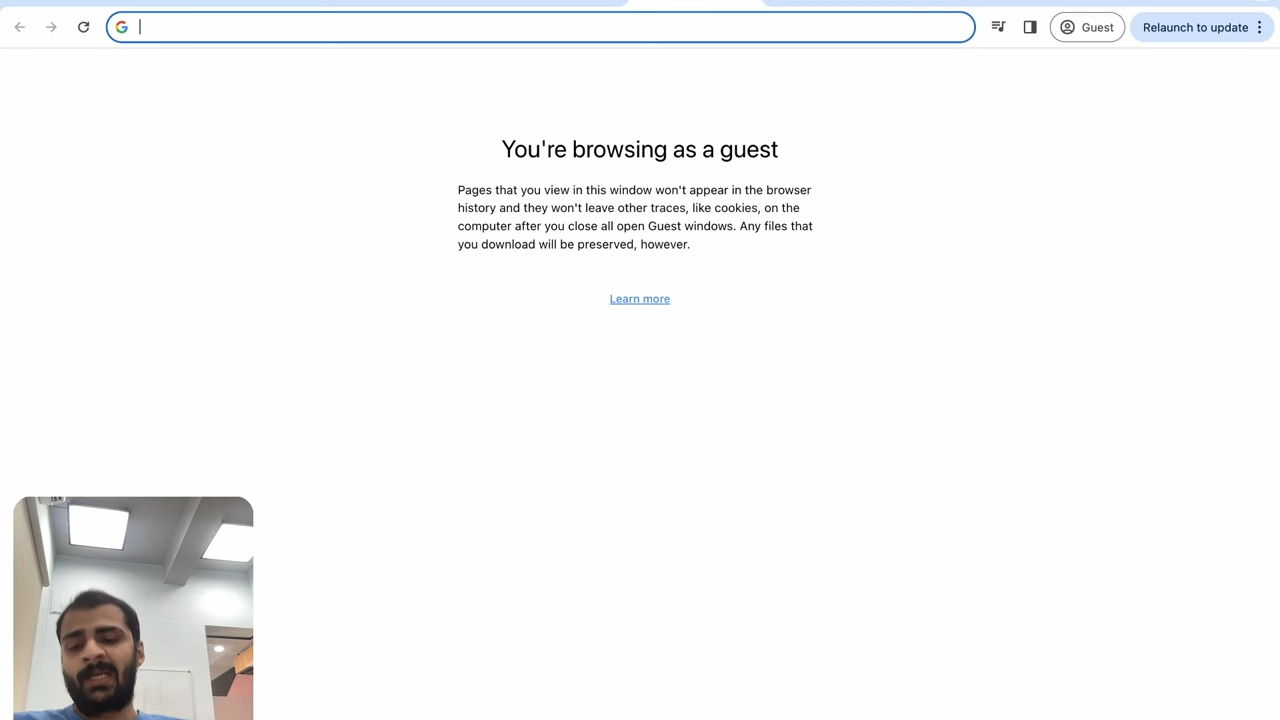 Guest
Relaunch to update
You're browsing as a guest
Pages that you view in this window won't appear in the browser
history and they won't leave other traces, like cookies, on the
computer after you close all open Guest windows. Any files that
you download will be preserved, however.
Learn more